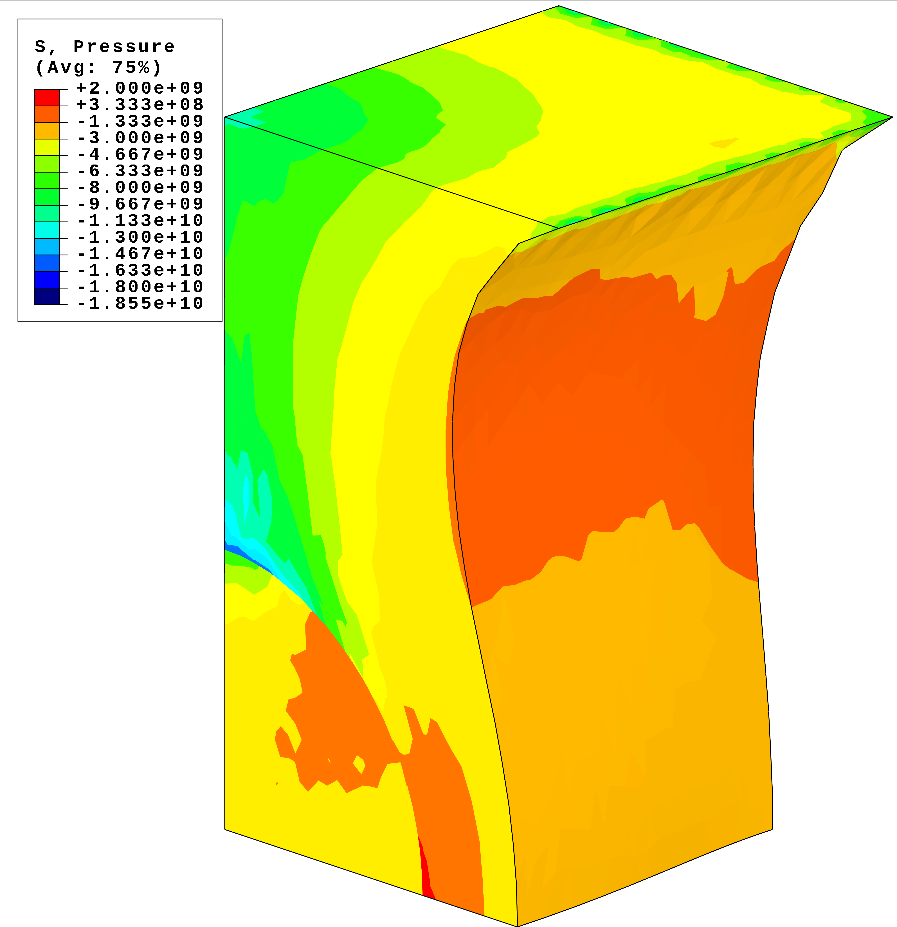 S, Pressure
(Avg: 75%)
+2.000e+09
+3.333e+08
-1.333e+09
-3.000e+09
-4.667e+09
-6.333e+09
-8.000e+09
-9.667e+09
-1.133e+10
-1.300e+10
-1.467e+10
-1.633e+10
-1.800e+10
-1.855e+10